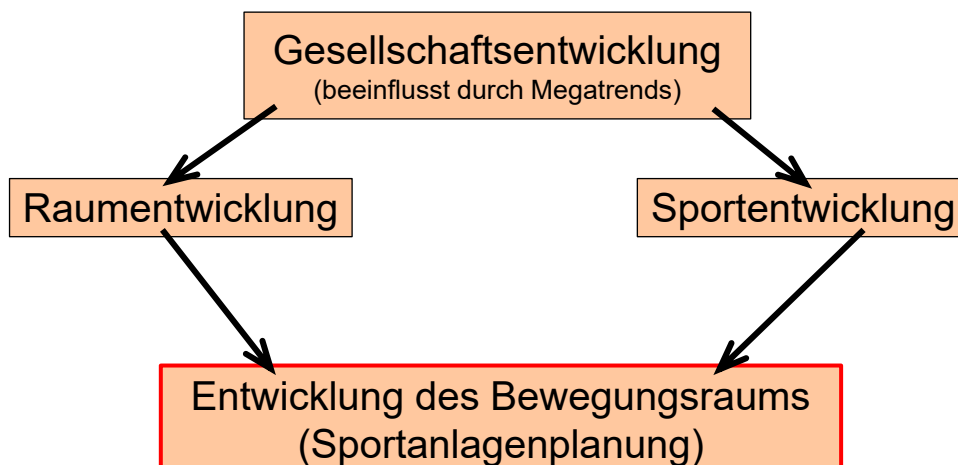 Gesellschaftsentwicklung
(beeinflusst durch Megatrends)
Raumentwicklung
Sportentwicklung
Entwicklung des Bewegungsraums
(Sportanlagenplanung)